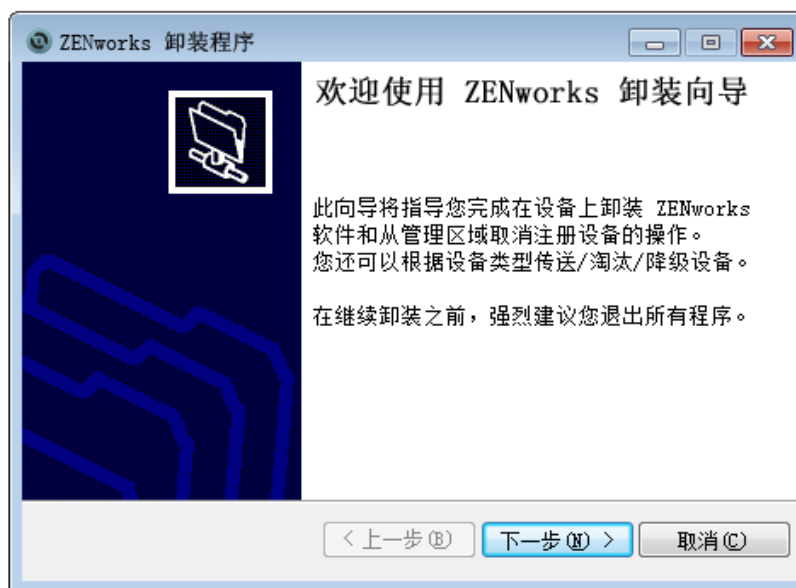 ZENworks 卸装程序
欢迎使用 ZENworks 卸装向导
此向导将指导您完成在设备上卸装 ZENworks
软件和从管理区域取消注册设备的操作。
您还可以根据设备类型传送/淘汰/降级设备。
在继续卸装之前，强烈建议您退出所有程序。
< 上一步(B)
下一步(N) >
取消(C)